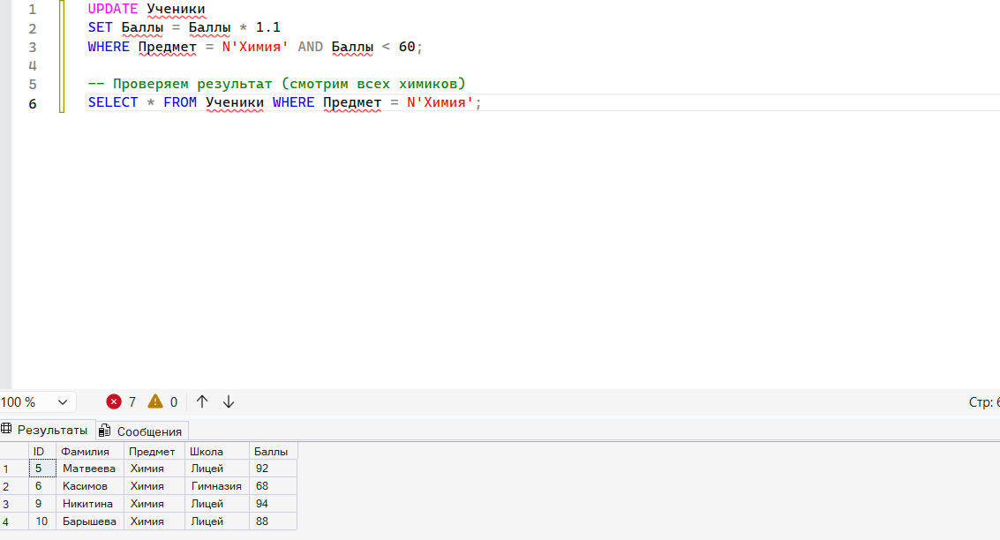 1 UPDATE Ученики
2 SET Баллы = Баллы * 1.1
3 WHERE Предмет = N'Химия' AND Баллы < 60;
4
5 -- Проверяем результат (смотрим всех химиков)
6 SELECT * FROM Ученики WHERE Предмет = N'Химия';
100 % 7 0 Стр: 6
Результаты Сообщения
ID Фамилия Предмет Школа Баллы
1 5 Матвеева Химия Лицей 92
2 6 Касимов Химия Гимназия 68
3 9 Никитина Химия Лицей 94
4 10 Барышева Химия Лицей 88